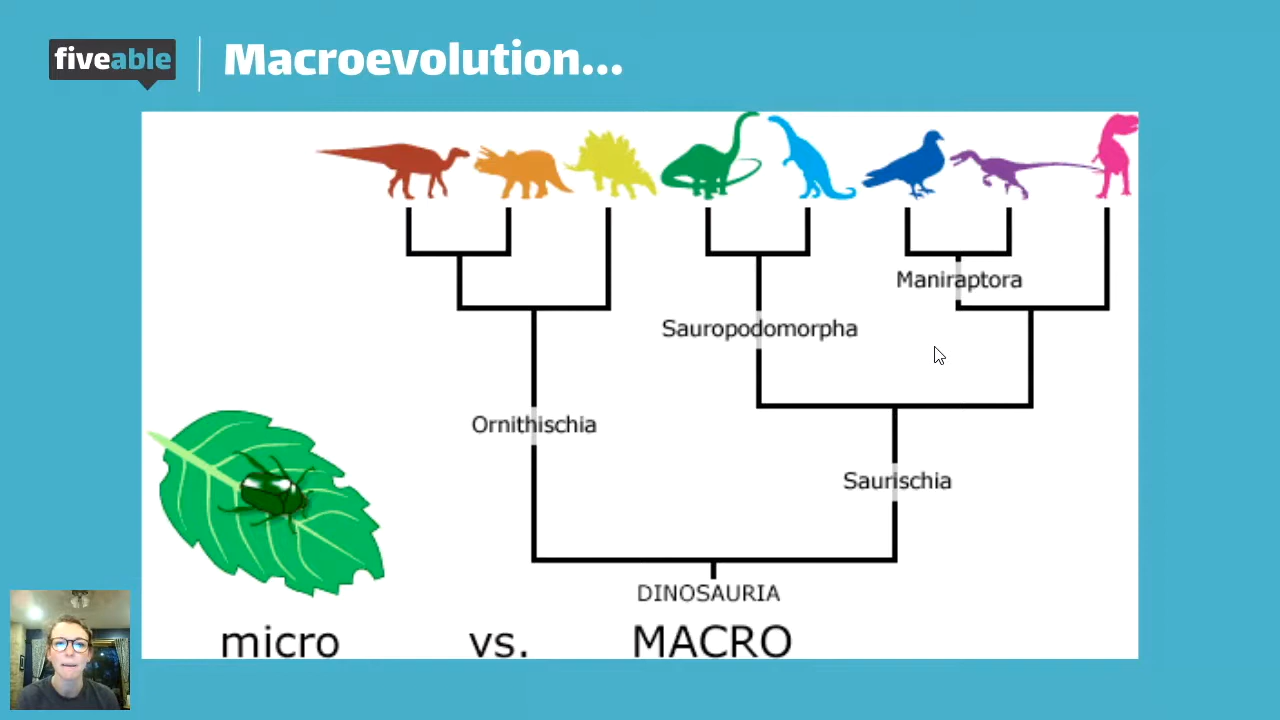 fiveable
Macroevolution...
Maniraptora
Sauropodomorpha
Ornithischia
Saurischia
DINOSAURIA
micro vs. MACRO